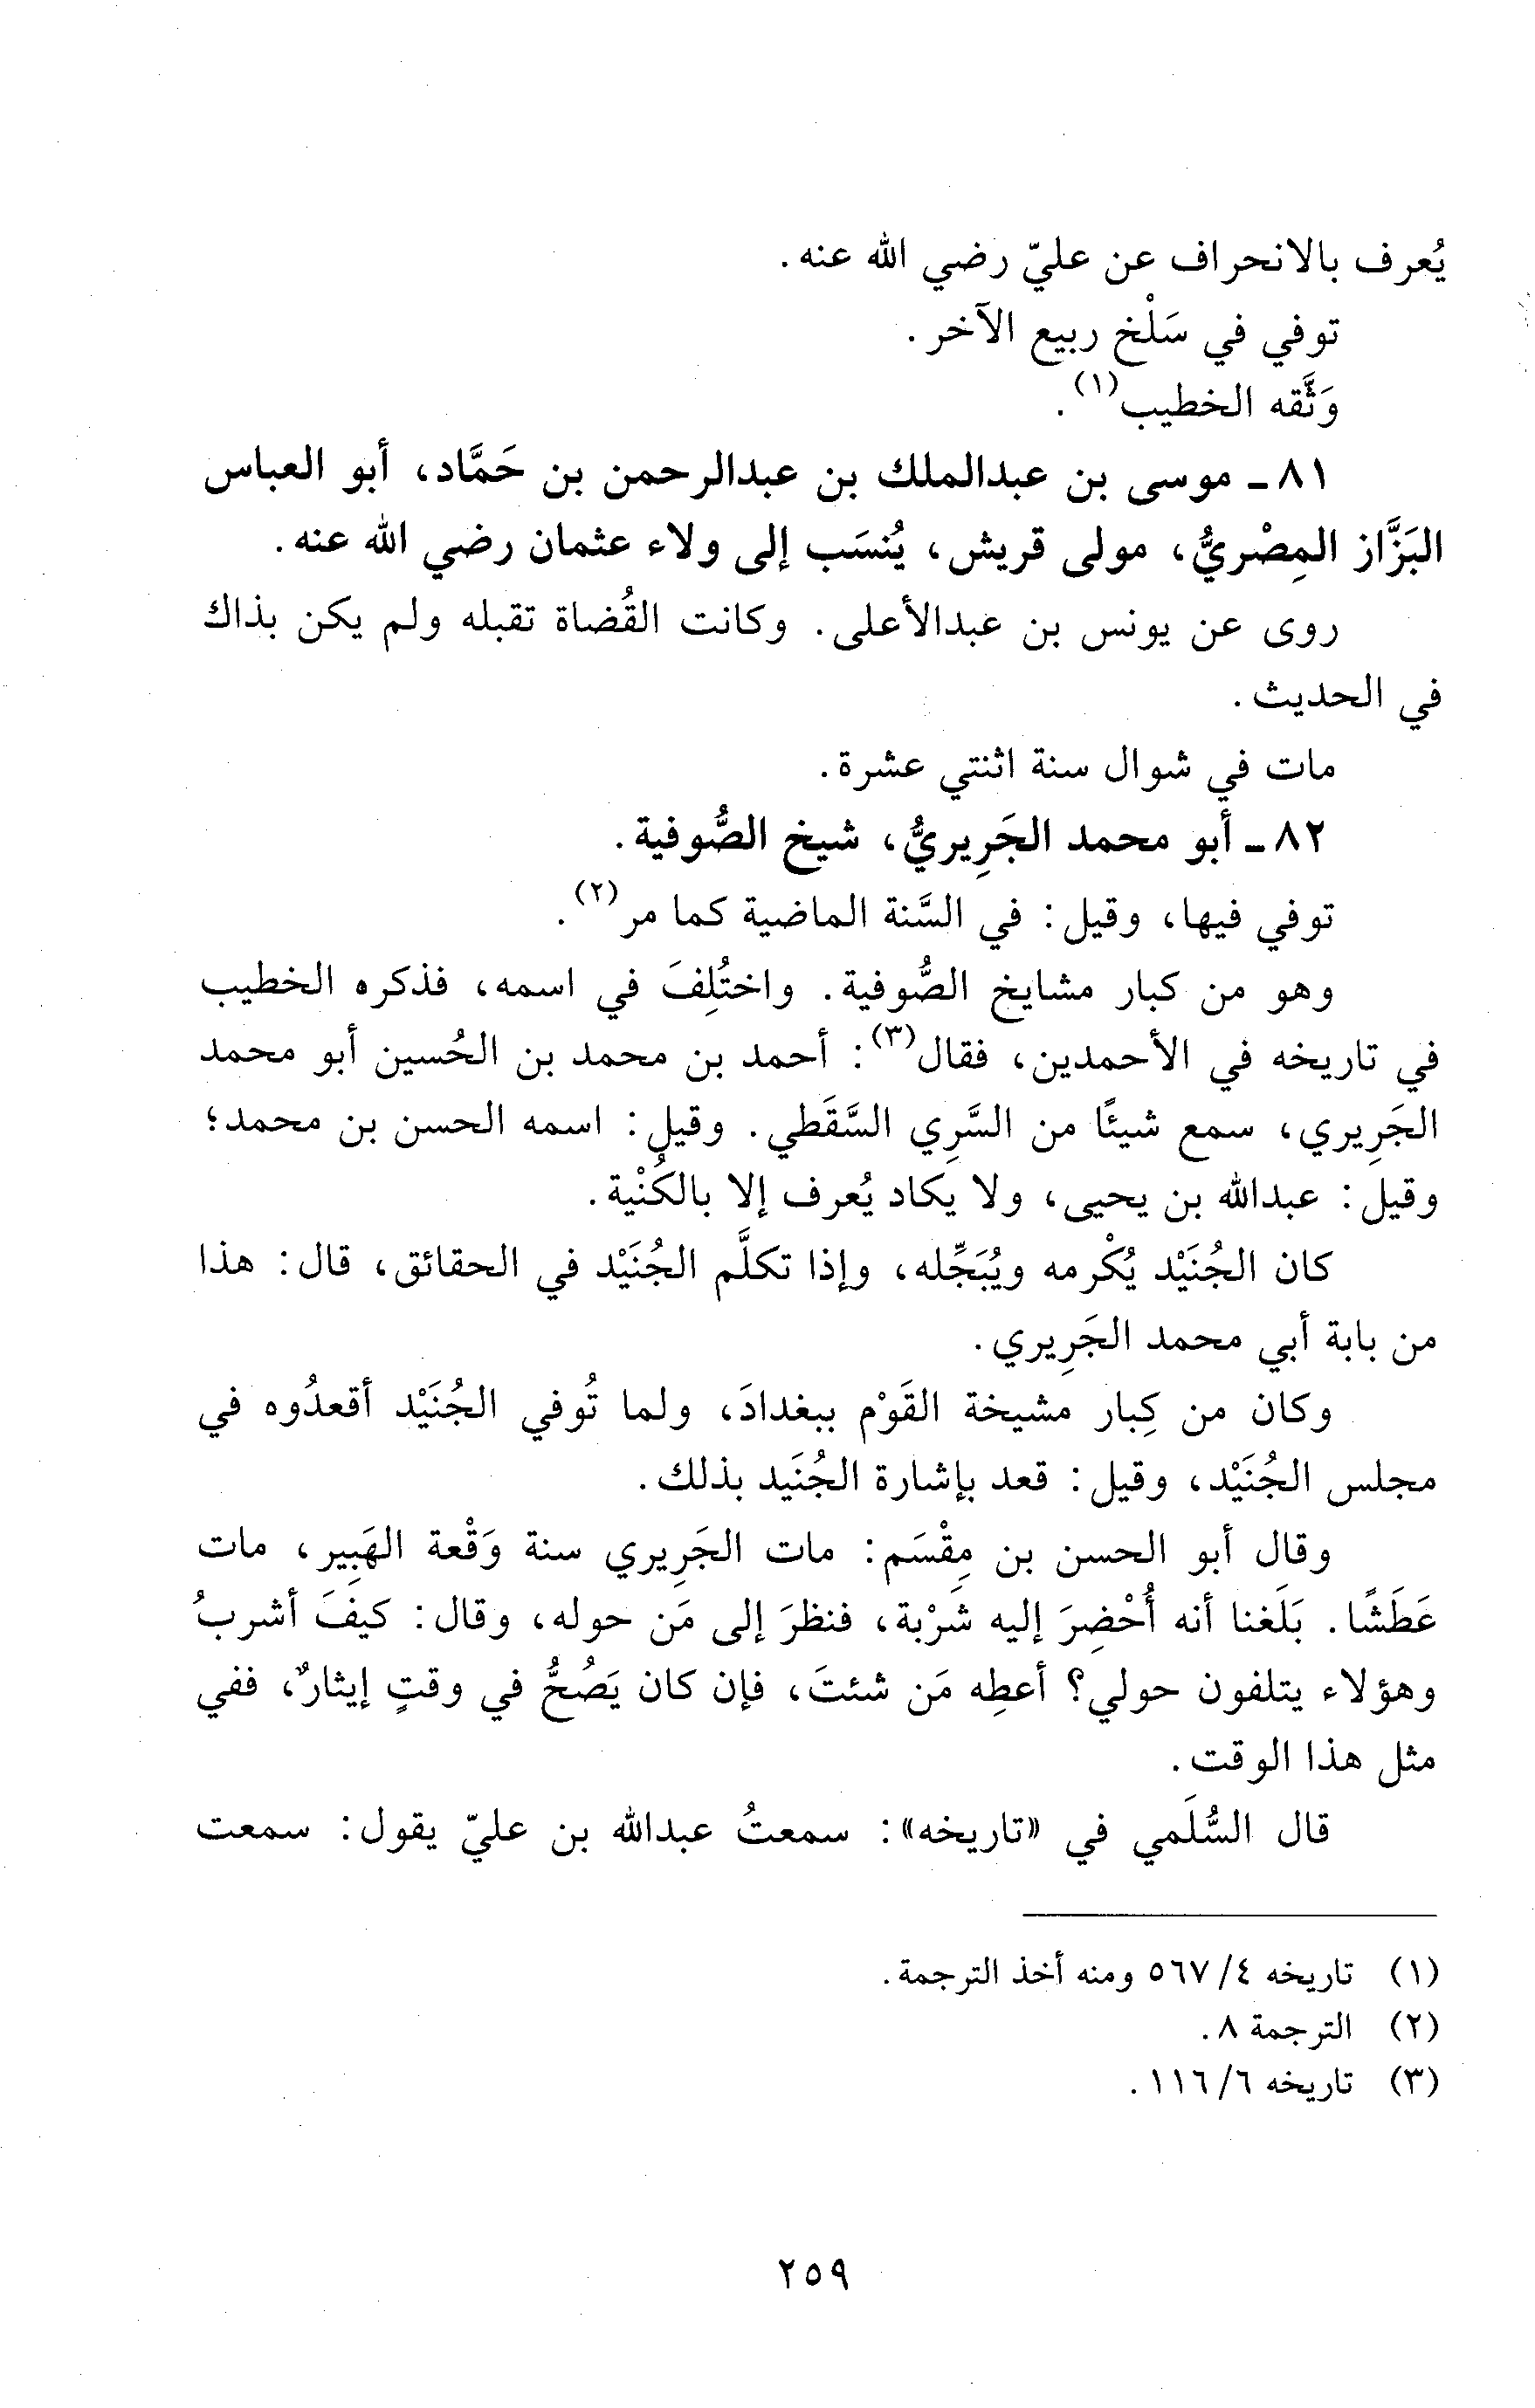 يُعرف بالانحراف عن عليّ رضي الله عنه.
توفي في سَلْخ ربيع الآخر.
وَثَّقه الخطيب(١).
٨١ - موسى بن عبدالملك بن عبدالرحمن بن حَمَّاد، أبو العباس
البَزَّاز المِصْريُّ، مولى قريش، يُنسَب إلى ولاء عثمان رضي الله عنه.
روى عن يونس بن عبدالأعلى. وكانت القُضاة تقبله ولم يكن بذاك
في الحديث.
مات في شوال سنة اثنتي عشرة.
٨٢ - أبو محمد الجَرِيريُّ، شيخ الصُّوفية.
توفي فيها، وقيل: في السَّنة الماضية كما مر(٢).
وهو من كبار مشايخ الصُّوفية. واختُلِفَ في اسمه، فذكره الخطيب
في تاريخه في الأحمدين، فقال(٣): أحمد بن محمد بن الحُسين أبو محمد
الجَرِيري، سمع شيئًا من السَّرِي السَّقَطي. وقيل: اسمه الحسن بن محمد؛
وقيل: عبدالله بن يحيى، ولا يكاد يُعرف إلا بالكُنْية.
كان الجُنَيْد يُكْرمه ويُبَجِّله، وإذا تكلَّم الجُنَيْد في الحقائق، قال: هذا
من بابة أبي محمد الجَرِيري.
وكان من كِبار مشيخة القَوْم ببغدادَ، ولما تُوفي الجُنَيْد أقعدُوه في
مجلس الجُنَيْد، وقيل: قعد بإشارة الجُنَيد بذلك.
وقال أبو الحسن بن مِقْسَم: مات الجَرِيري سنة وَقْعة الهَبِير، مات
عَطَشًا. بَلَغنا أنه أُحْضِرَ إليه شَرْبة، فنظرَ إلى مَن حوله، وقال: كيفَ أشربُ
وهؤلاء يتلفون حولي؟ أعطِه مَن شئتَ، فإن كان يَصُحُّ في وقتٍ إيثارٌ، ففي
مثل هذا الوقت.
قال السُّلَمي في «تاريخه»: سمعتُ عبدالله بن عليّ يقول: سمعت
(١) تاريخه ٤/ ٥٦٧ ومنه أخذ الترجمة.
(٢) الترجمة ٨.
(٣) تاريخه ٦/ ١١٦.
٢٥٩